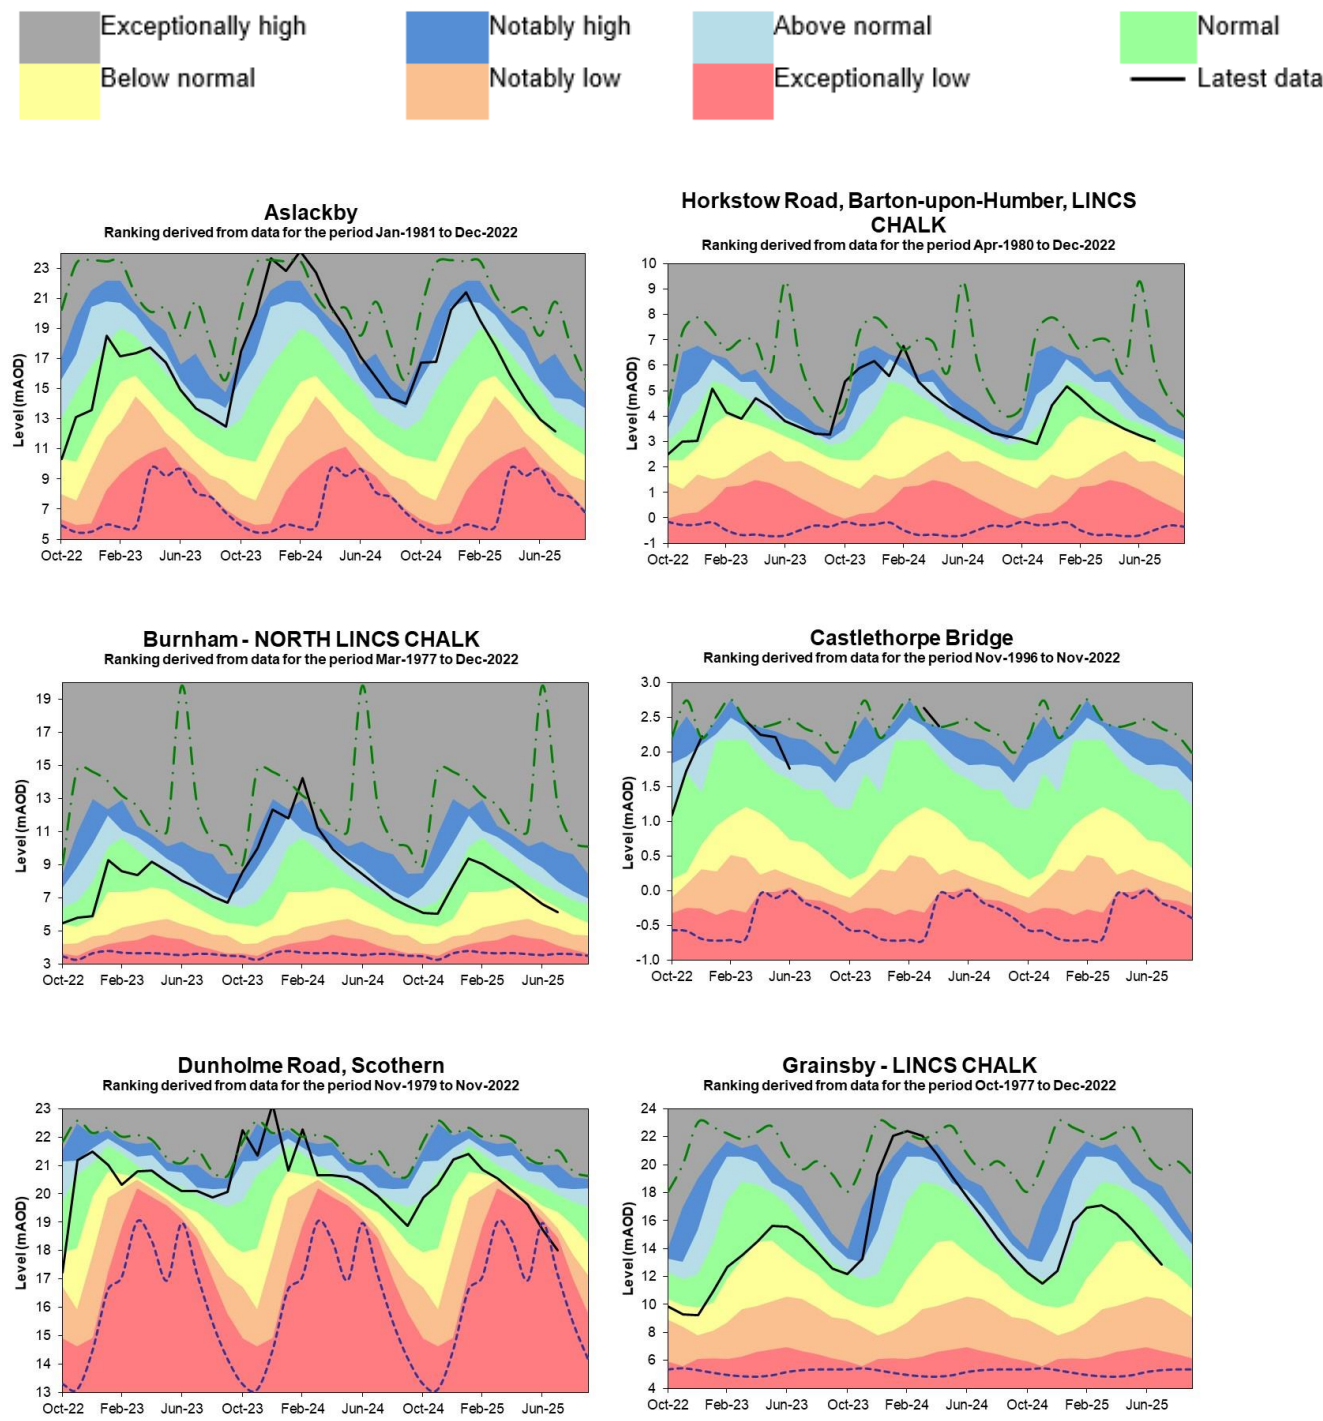 Exceptionally high Notably high Above normal Normal
Below normal Notably low Exceptionally low Latest data
Aslackby
Ranking derived from data for the period Jan-1981 to Dec-2022
Level (mAOD)
23
21
19
17
15
13
11
9
7
5
Oct-22 Feb-23 Jun-23 Oct-23 Feb-24 Jun-24 Oct-24 Feb-25 Jun-25
Horkstow Road, Barton-upon-Humber, LINCS
CHALK
Ranking derived from data for the period Apr-1980 to Dec-2022
Level (mAOD)
10
9
8
7
6
5
4
3
2
1
0
-1
Oct-22 Feb-23 Jun-23 Oct-23 Feb-24 Jun-24 Oct-24 Feb-25 Jun-25
Burnham - NORTH LINCS CHALK
Ranking derived from data for the period Mar-1977 to Dec-2022
Level (mAOD)
19
17
15
13
11
9
7
5
3
Oct-22 Feb-23 Jun-23 Oct-23 Feb-24 Jun-24 Oct-24 Feb-25 Jun-25
Castlethorpe Bridge
Ranking derived from data for the period Nov-1996 to Nov-2022
Level (mAOD)
3.0
2.5
2.0
1.5
1.0
0.5
0.0
-0.5
-1.0
Oct-22 Feb-23 Jun-23 Oct-23 Feb-24 Jun-24 Oct-24 Feb-25 Jun-25
Dunholme Road, Scothern
Ranking derived from data for the period Nov-1979 to Nov-2022
Level (mAOD)
23
22
21
20
19
18
17
16
15
14
13
Oct-22 Feb-23 Jun-23 Oct-23 Feb-24 Jun-24 Oct-24 Feb-25 Jun-25
Grainsby - LINCS CHALK
Ranking derived from data for the period Oct-1977 to Dec-2022
Level (mAOD)
24
22
20
18
16
14
12
10
8
6
4
Oct-22 Feb-23 Jun-23 Oct-23 Feb-24 Jun-24 Oct-24 Feb-25 Jun-25